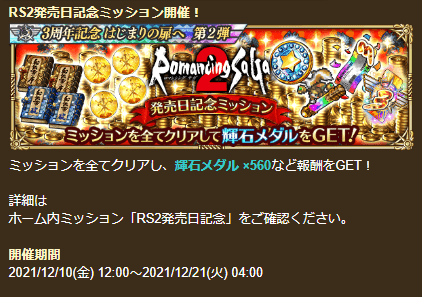 RS2発売日記念ミッション開催！
3周年記念 はじまりの扉へ 第2弾
Romancing SaGa
2
発売日記念ミッション
ミッションを全てクリアして輝石メダルをGET!
ミッションを全てクリアし、輝石メダル ×560など報酬をGET！
詳細は
ホーム内ミッション「RS2発売日記念」をご確認ください。
開催期間
2021/12/10(金) 12:00～2021/12/21(火) 04:00